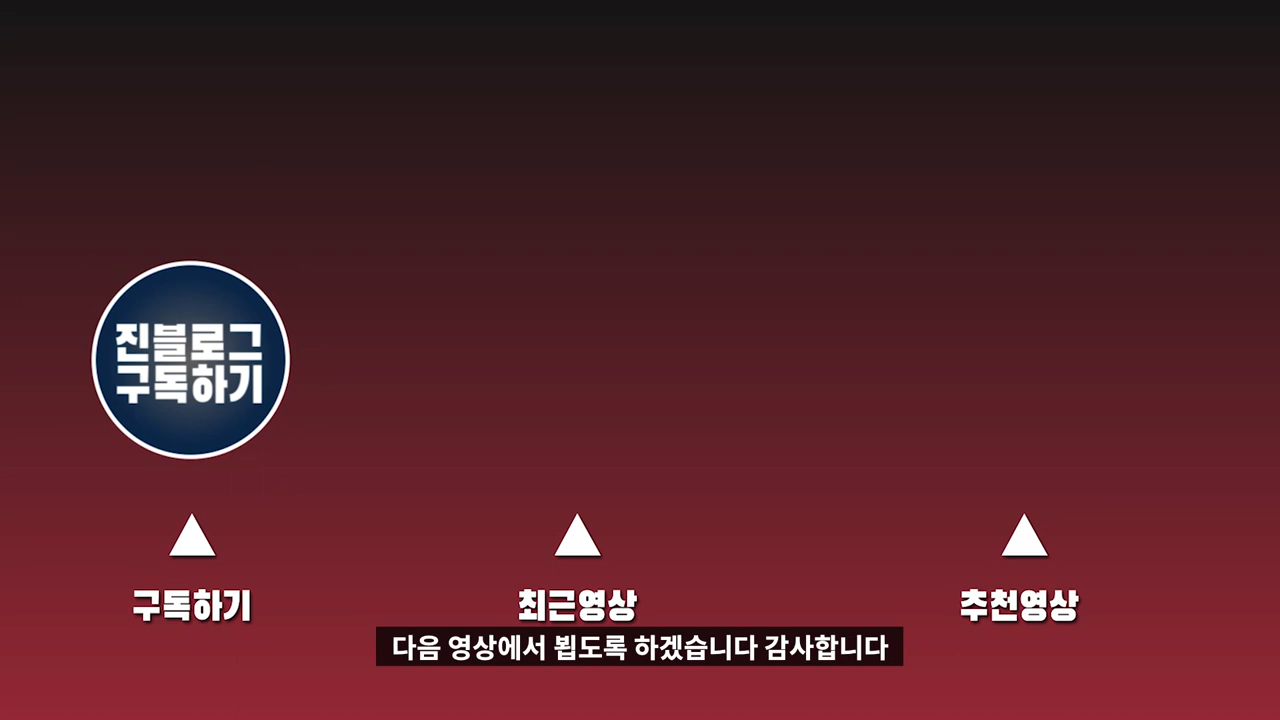 진블로그
구독하기
구독하기
최근영상
추천영상
다음 영상에서 뵙도록 하겠습니다 감사합니다